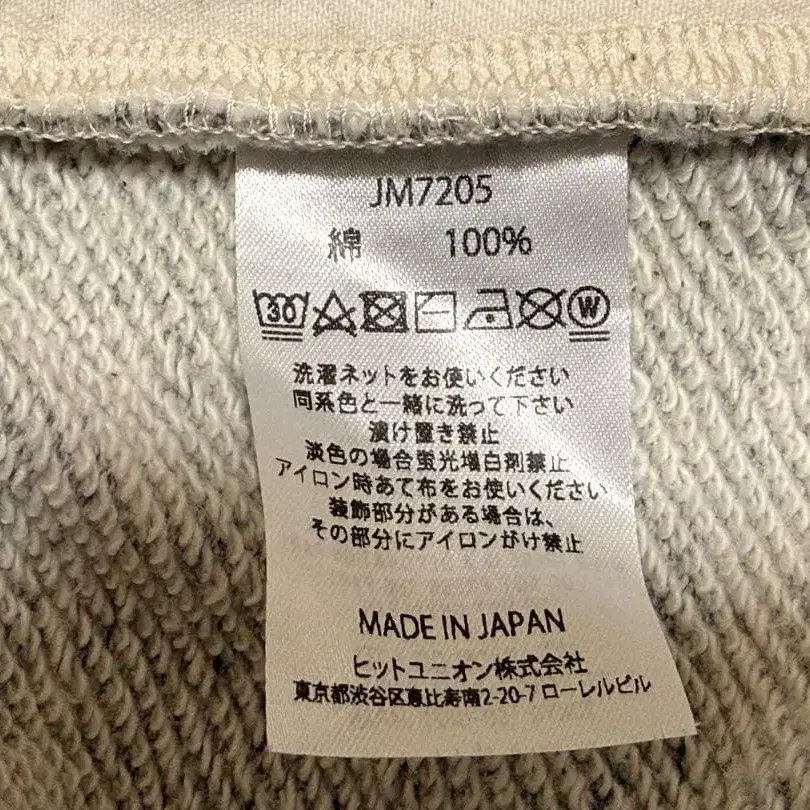 JM7205
綿 100%
30 W
洗濯ネットをお使いください
同系色と一緒に洗って下さい
漬け置き禁止
淡色の場合蛍光増白剤禁止
アイロン時あて布をお使いください
装飾部分がある場合は、
その部分にアイロンがけ禁止
MADE IN JAPAN
ヒットユニオン株式会社
東京都渋谷区恵比寿南2-20-7 ローレルビル